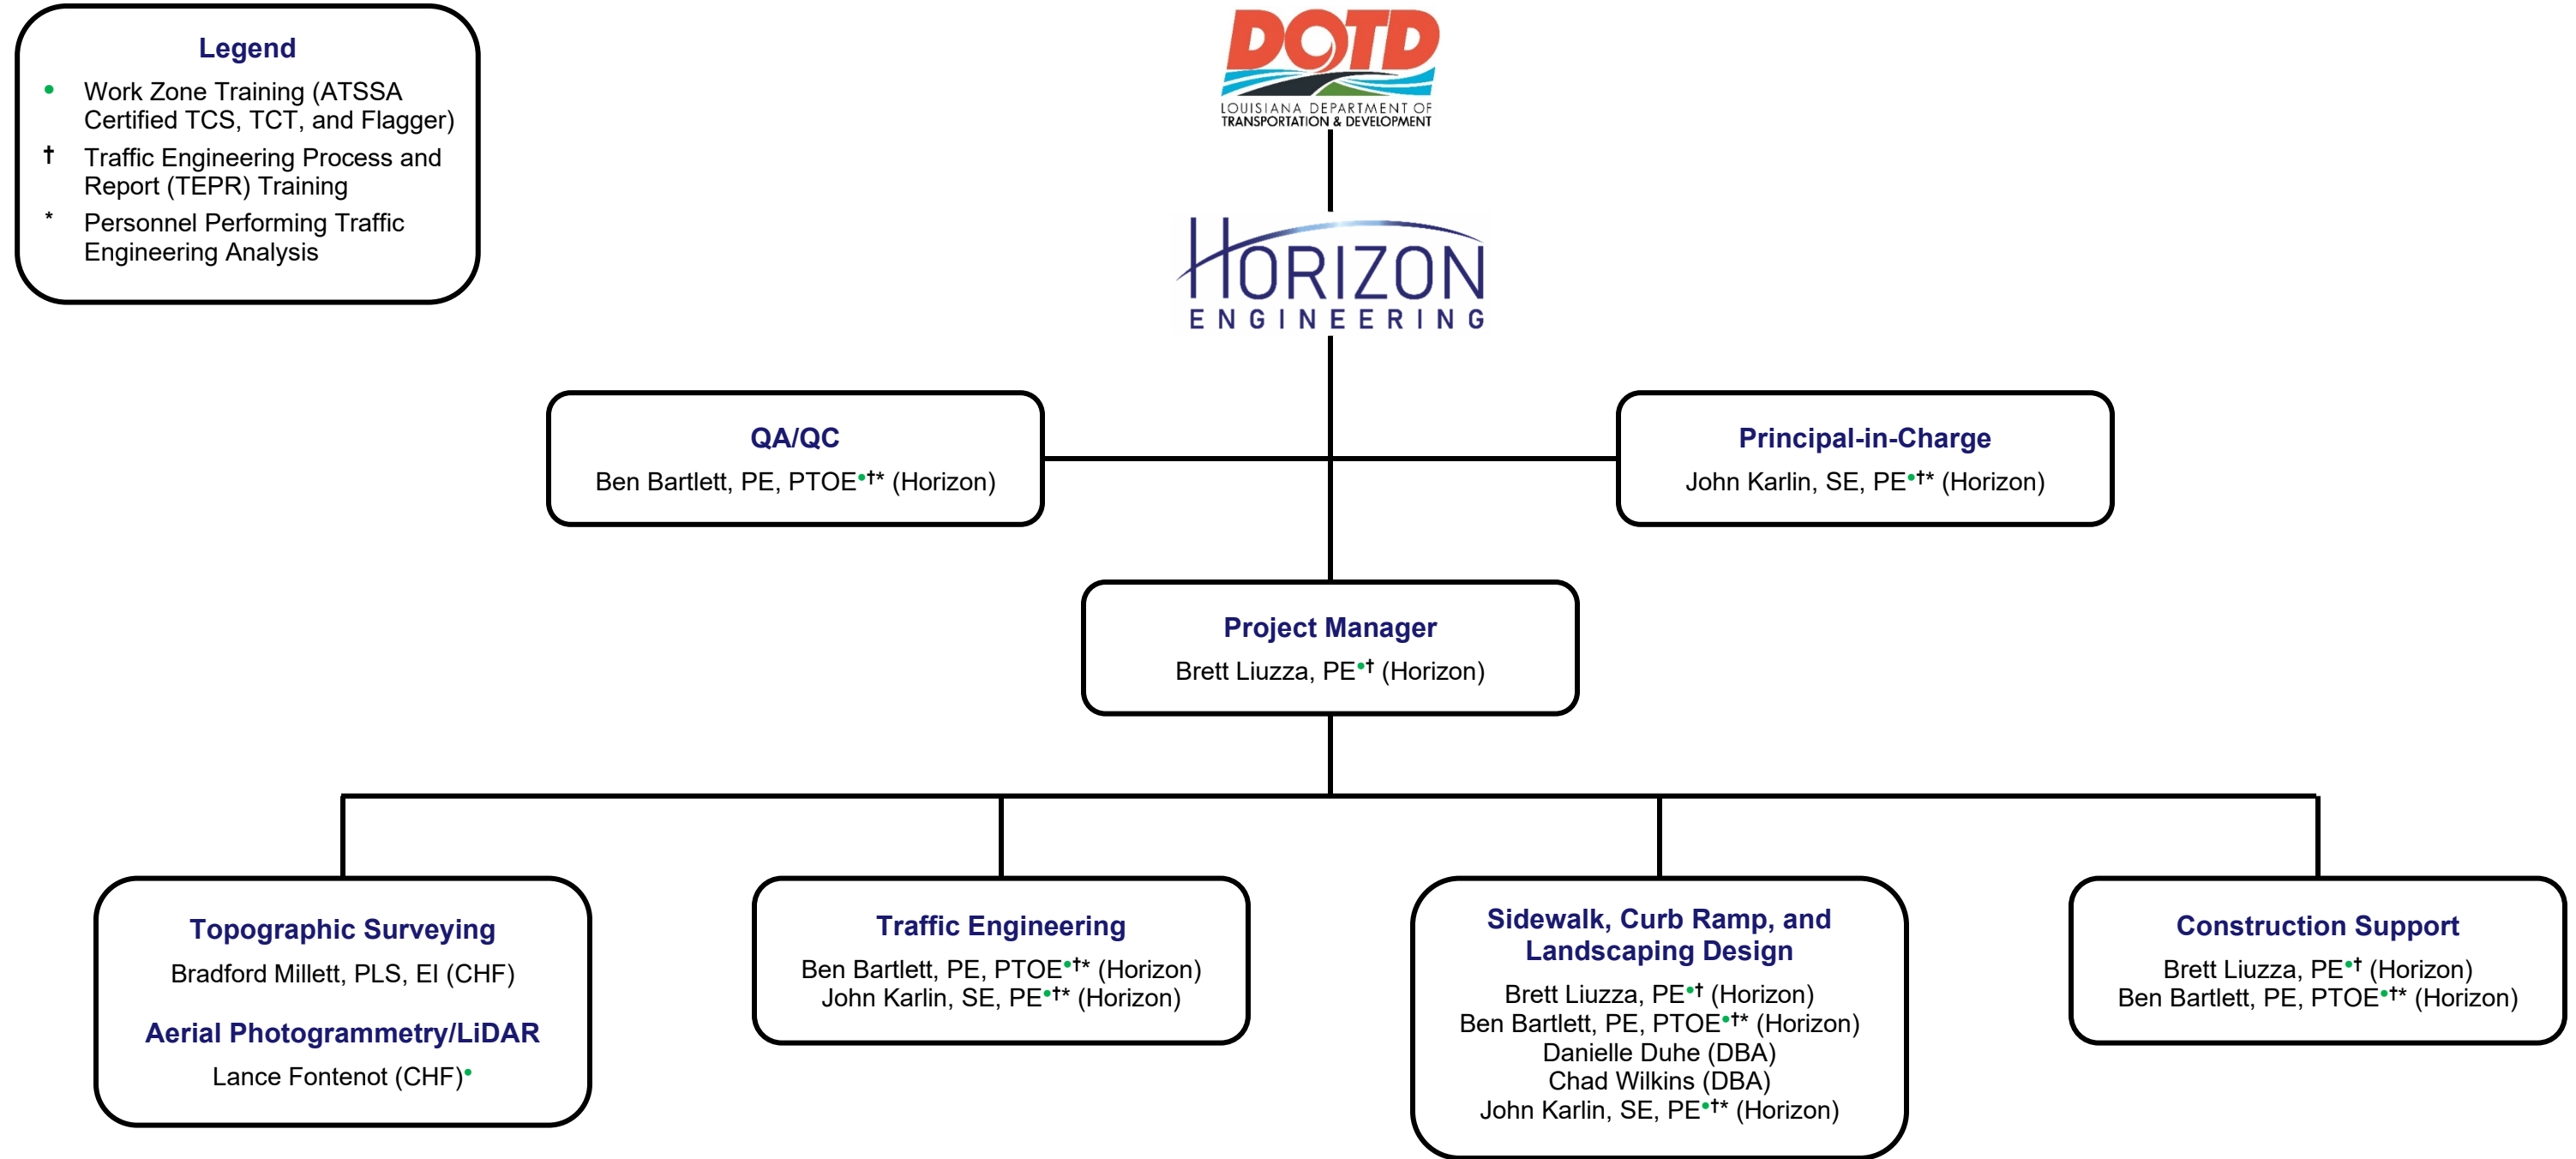 Legend
• Work Zone Training (ATSSA
Certified TCS, TCT, and Flagger)
† Traffic Engineering Process and
Report (TEPR) Training
* Personnel Performing Traffic
Engineering Analysis
DOTD
LOUISIANA DEPARTMENT OF
TRANSPORTATION & DEVELOPMENT
HORIZON
ENGINEERING
QA/QC
Ben Bartlett, PE, PTOE•†* (Horizon)
Principal-in-Charge
John Karlin, SE, PE•†* (Horizon)
Project Manager
Brett Liuzza, PE•† (Horizon)
Topographic Surveying
Bradford Millett, PLS, EI (CHF)
Aerial Photogrammetry/LiDAR
Lance Fontenot (CHF)•
Traffic Engineering
Ben Bartlett, PE, PTOE•†* (Horizon)
John Karlin, SE, PE•†* (Horizon)
Sidewalk, Curb Ramp, and
Landscaping Design
Brett Liuzza, PE•† (Horizon)
Ben Bartlett, PE, PTOE•†* (Horizon)
Danielle Duhe (DBA)
Chad Wilkins (DBA)
John Karlin, SE, PE•†* (Horizon)
Construction Support
Brett Liuzza, PE•† (Horizon)
Ben Bartlett, PE, PTOE•†* (Horizon)